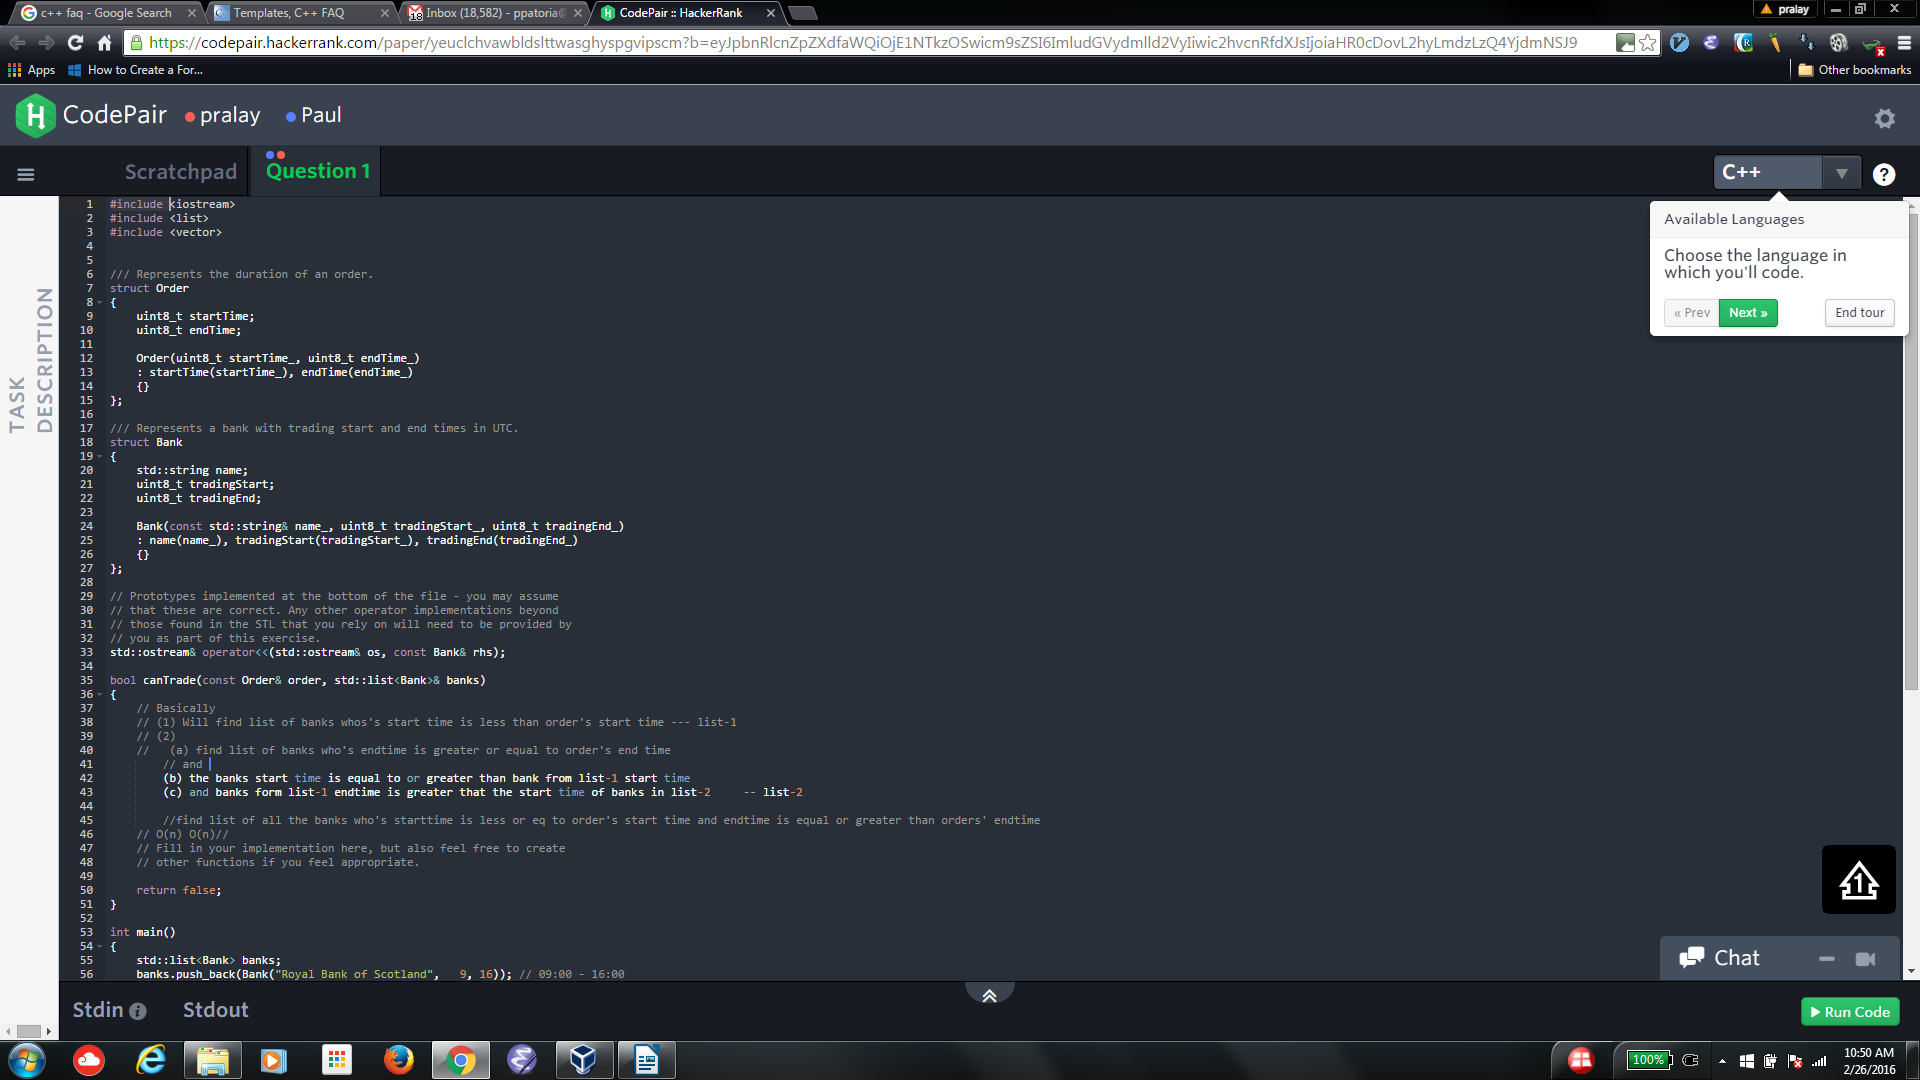 c++ faq - Google Search
Templates, C++ FAQ
Inbox (18,582) - ppatoria@
CodePair :: HackerRank
pralay
https://codepair.hackerrank.com/paper/yeuclchvawbldslttwasghyspgvipscm?b=eyJpbnRlcnZpZXdfaWQiOjE1NTkzOSwicm9sZSI6ImludGVydmlld2VyIiwic2hvcnRfdXJsIjoiaHR0cDovL2hyLmdzLzQ4YjdmNSJ9
Apps
How to Create a For...
Other bookmarks
CodePair
pralay
Paul
Scratchpad
Question 1
C++
?
Available Languages
Choose the language in
which you'll code.
« Prev
Next »
End tour
TASK
DESCRIPTION
1 #include <iostream>
2 #include <list>
3 #include <vector>
4
5
6 /// Represents the duration of an order.
7 struct Order
8 {
9 uint8_t startTime;
10 uint8_t endTime;
11
12 Order(uint8_t startTime_, uint8_t endTime_)
13 : startTime(startTime_), endTime(endTime_)
14 {}
15 };
16
17 /// Represents a bank with trading start and end times in UTC.
18 struct Bank
19 {
20 std::string name;
21 uint8_t tradingStart;
22 uint8_t tradingEnd;
23
24 Bank(const std::string& name_, uint8_t tradingStart_, uint8_t tradingEnd_)
25 : name(name_), tradingStart(tradingStart_), tradingEnd(tradingEnd_)
26 {}
27 };
28
29 // Prototypes implemented at the bottom of the file - you may assume
30 // that these are correct. Any other operator implementations beyond
31 // those found in the STL that you rely on will need to be provided by
32 // you as part of this exercise.
33 std::ostream& operator<<(std::ostream& os, const Bank& rhs);
34
35 bool canTrade(const Order& order, std::list<Bank>& banks)
36 {
37 // Basically
38 // (1) Will find list of banks whos's start time is less than order's start time --- list-1
39 // (2)
40 // (a) find list of banks who's endtime is greater or equal to order's end time
41 // and
42 (b) the banks start time is equal to or greater than bank from list-1 start time
43 (c) and banks form list-1 endtime is greater that the start time of banks in list-2 -- list-2
44
45 //find list of all the banks who's starttime is less or eq to order's start time and endtime is equal or greater than orders' endtime
46 // O(n) O(n)//
47 // Fill in your implementation here, but also feel free to create
48 // other functions if you feel appropriate.
49
50 return false;
51 }
52
53 int main()
54 {
55 std::list<Bank> banks;
56 banks.push_back(Bank("Royal Bank of Scotland", 9, 16)); // 09:00 - 16:00
1
Chat
Stdin
Stdout
Run Code
100%
10:50 AM
2/26/2016